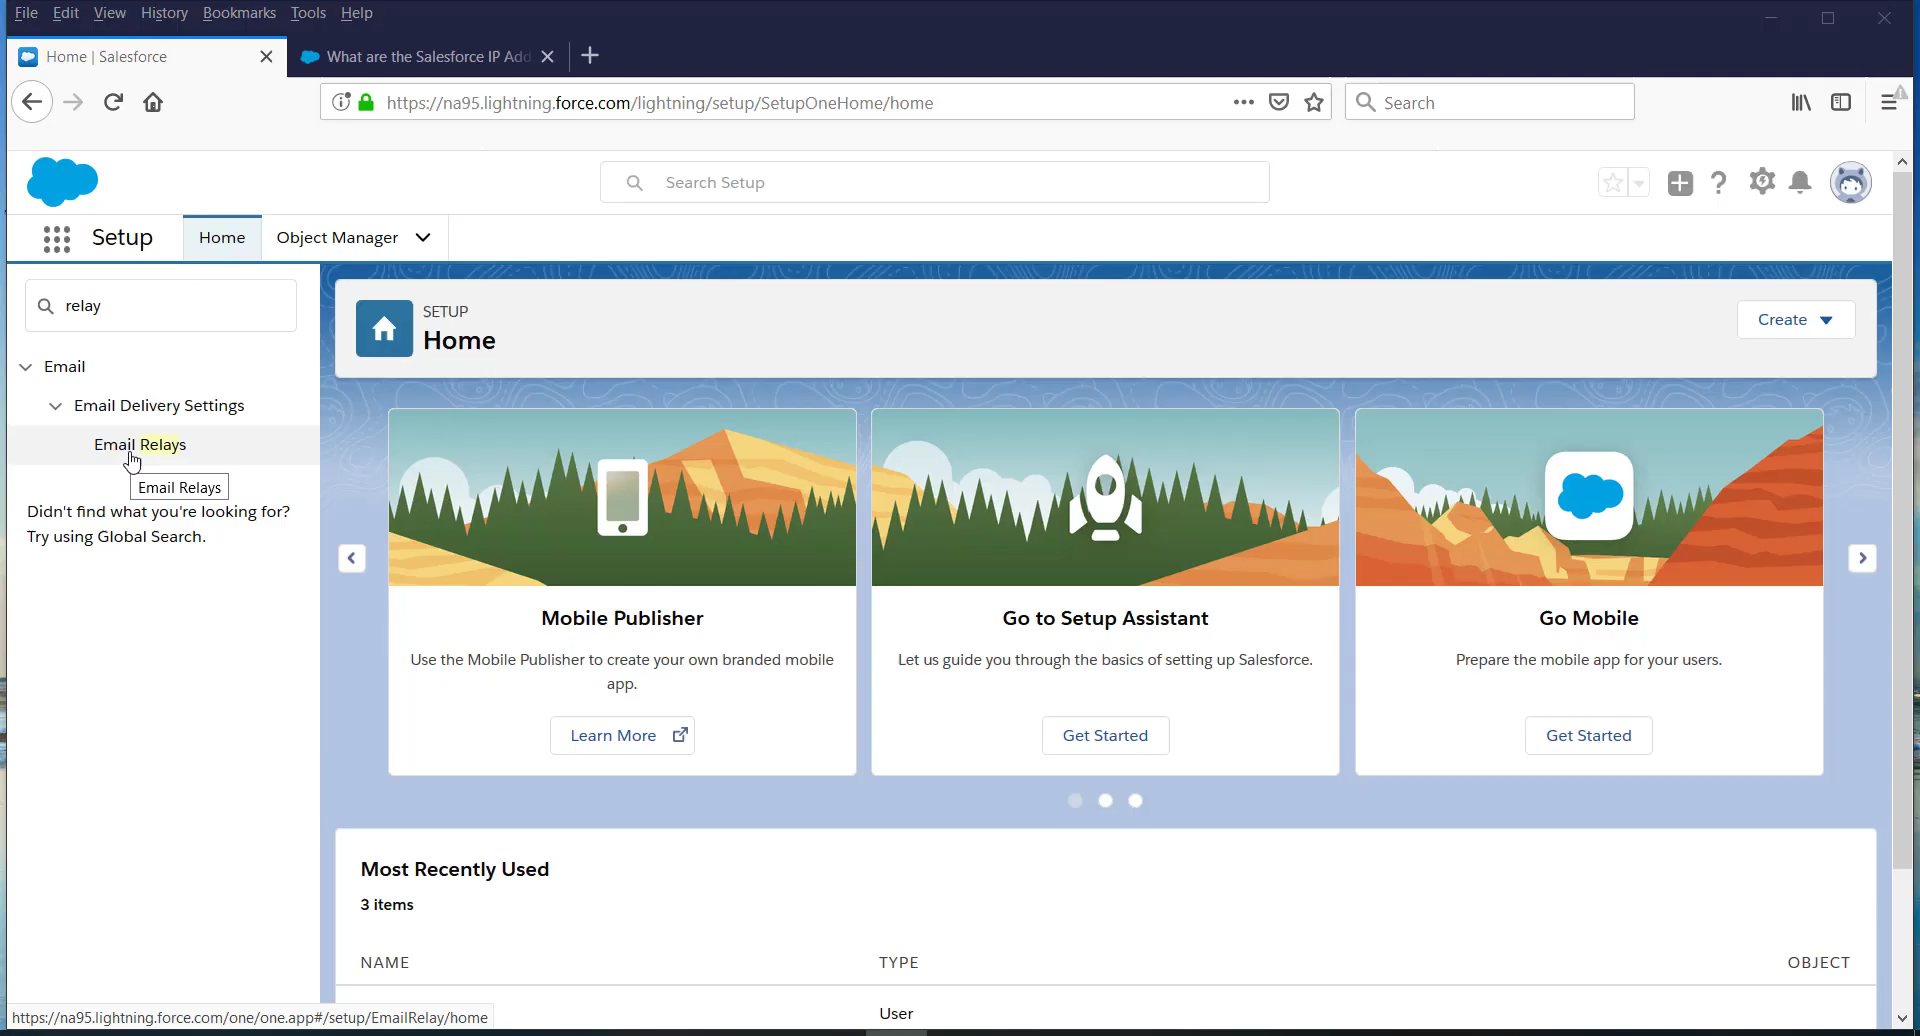 File Edit View History Bookmarks Tools Help
Home | Salesforce
What are the Salesforce IP Add
https://na95.lightning.force.com/lightning/setup/SetupOneHome/home
Search
Search Setup
Setup
Home
Object Manager
relay
Email
Email Delivery Settings
Email Relays
Email Relays
Didn't find what you're looking for?
Try using Global Search.
SETUP
Home
Create
Mobile Publisher
Use the Mobile Publisher to create your own branded mobile
app.
Learn More
Go to Setup Assistant
Let us guide you through the basics of setting up Salesforce.
Get Started
Go Mobile
Prepare the mobile app for your users.
Get Started
Most Recently Used
3 items
NAME TYPE OBJECT
User
https://na95.lightning.force.com/one/one.app#/setup/EmailRelay/home